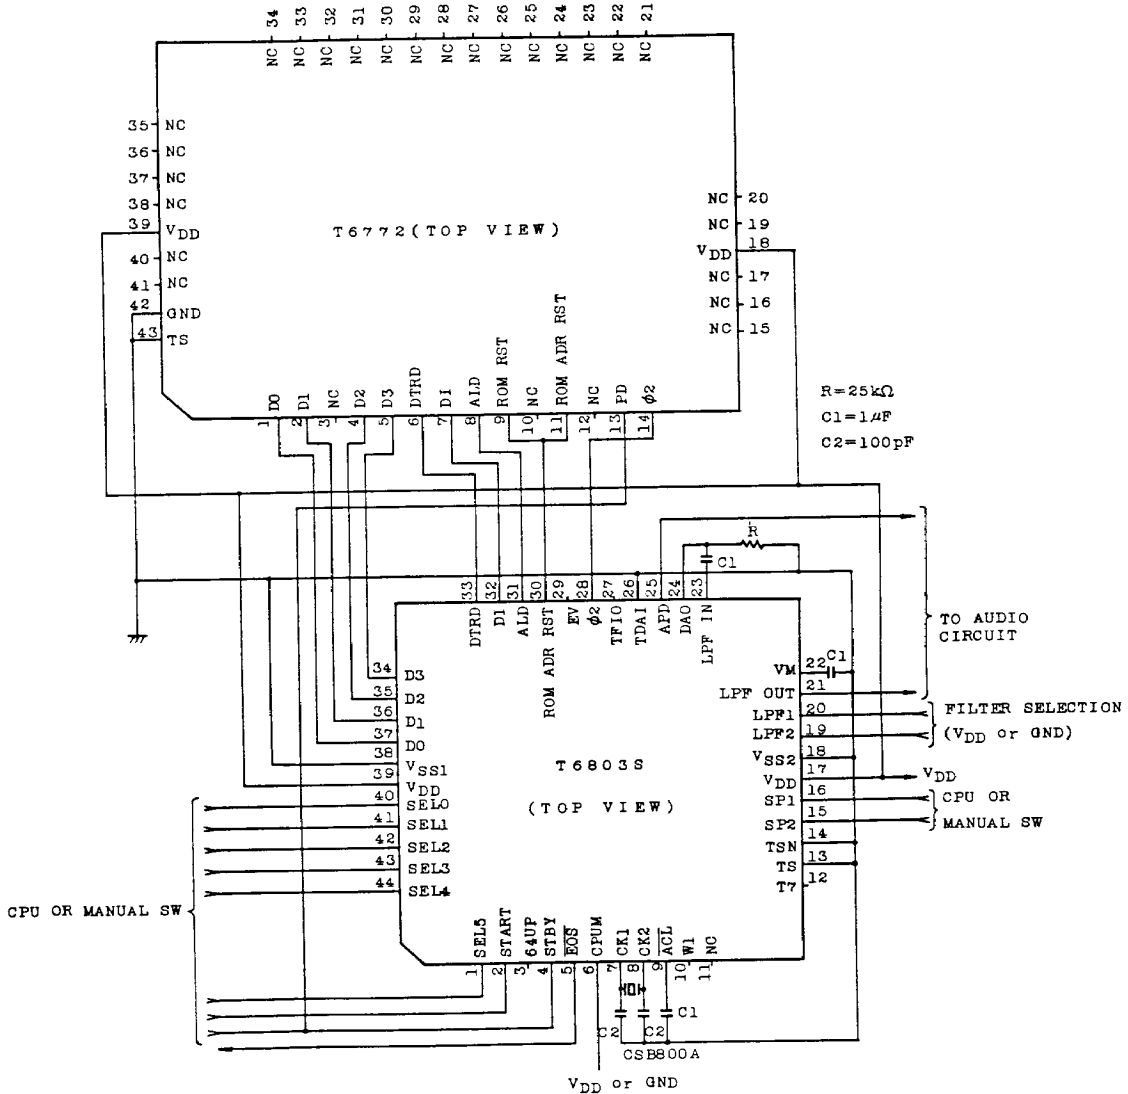 34 33 32 31 30 29 28 27 26 25 24 23 22 21
NC NC NC NC NC NC NC NC NC NC NC NC NC NC
35 NC
36 NC
37 NC
38 NC
39 VDD
40 NC
41 NC
42 GND
43 TS
T6772(TOP VIEW)
NC 20
NC 19
VDD 18
NC 17
NC 16
NC 15
D0 D1 NC D2 D3 DTRD DI ALD ROM RST NC ROM ADR RST NC PD φ2
1 2 3 4 5 6 7 8 9 10 11 12 13 14
R=25kΩ
C1=1μF
C2=100pF
R
C1
33 32 31 30 29 28 27 26 25 24 23
DTRD DI ALD ROM ADR RST EV φ2 TFIO TDAI APD DAO LPF IN
TO AUDIO
CIRCUIT
34 D3
35 D2
36 D1
37 D0
38 VSS1
39 VDD
40 SEL0
41 SEL1
42 SEL2
43 SEL3
44 SEL4
T6803S
(TOP VIEW)
VM 22 C1
LPF OUT 21
LPF1 20
LPF2 19
VSS2 18
VDD 17
SP1 16
SP2 15
TSN 14
TS 13
T7 12
FILTER SELECTION
(VDD or GND)
VDD
CPU OR
MANUAL SW
CPU OR MANUAL SW
SEL5 START 64UP STBY EOS CPUM CK1 CK2 ACL W1 NC
1 2 3 4 5 6 7 8 9 10 11
C2 C2 C1
CSB800A
VDD or GND